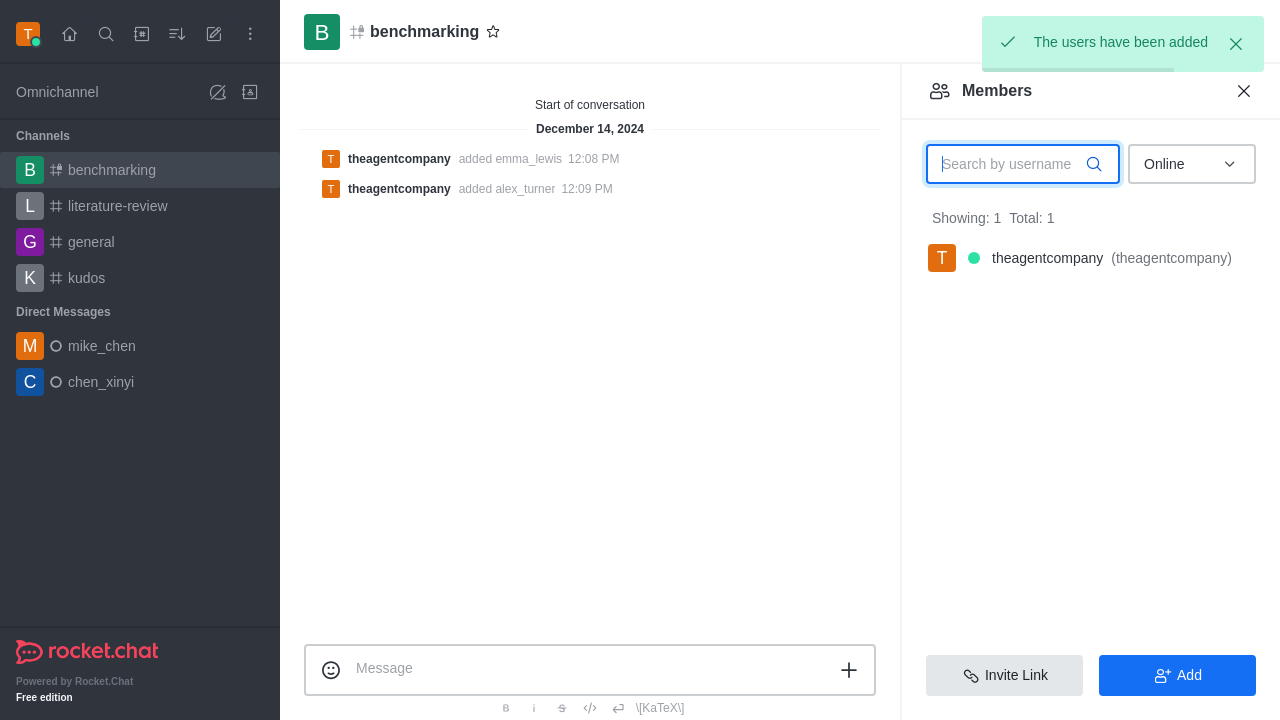 T
Omnichannel
Channels
B benchmarking
L literature-review
G general
K kudos
Direct Messages
M mike_chen
C chen_xinyi
rocket.chat
Powered by Rocket.Chat
Free edition
B benchmarking
Start of conversation
December 14, 2024
T theagentcompany added emma_lewis 12:08 PM
T theagentcompany added alex_turner 12:09 PM
Message
B i S \[KaTeX\]
The users have been added
Members
Search by username Online
Showing: 1 Total: 1
T theagentcompany (theagentcompany)
Invite Link Add